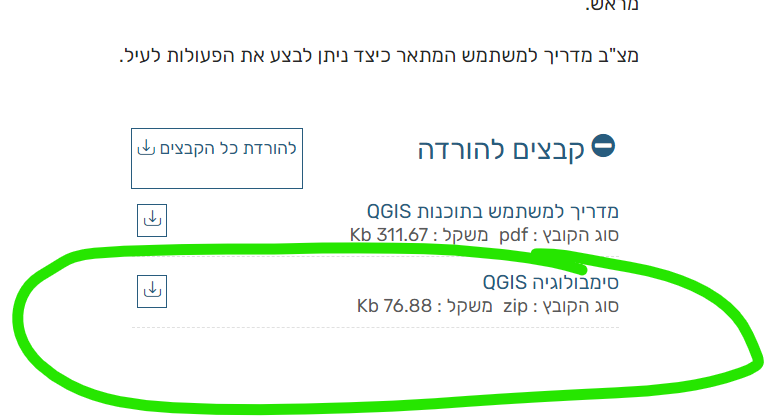 מראש.
מצ"ב מדריך למשתמש המתאר כיצד ניתן לבצע את הפעולות לעיל.
קבצים להורדה
להורדת כל הקבצים
מדריך למשתמש בתוכנות QGIS
סוג הקובץ : pdf משקל : 311.67 Kb
סימבולוגיה QGIS
סוג הקובץ : zip משקל : 76.88 Kb